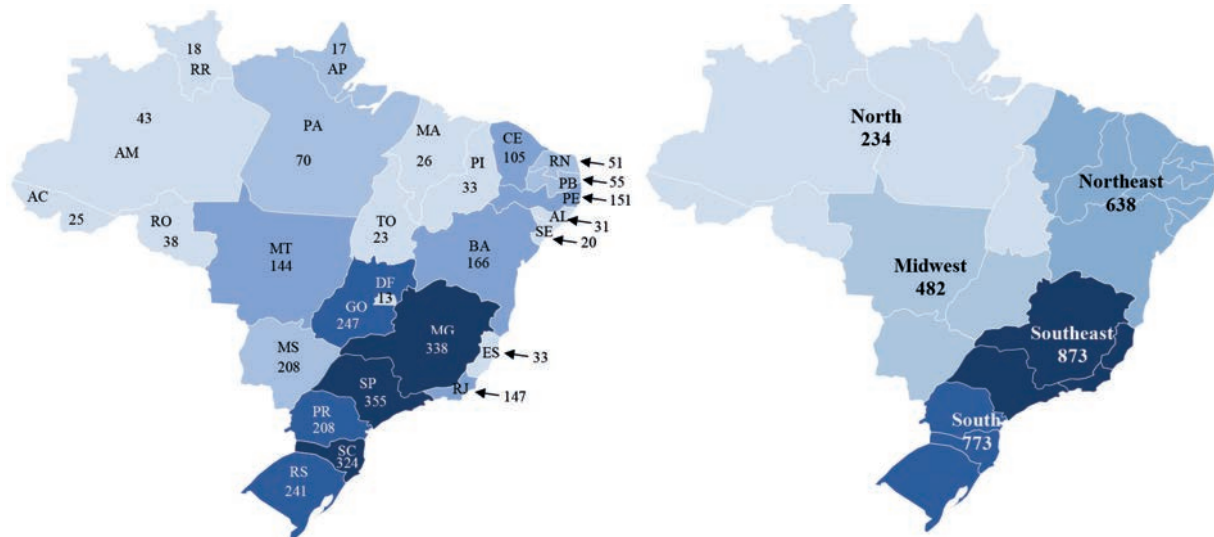 18
RR
17
AP
43
AM
PA
70
MA
26
PI
33
CE
105
RN
51
PB
55
PE
151
AL
31
SE
20
AC
25
RO
38
TO
23
MT
144
BA
166
DF
13
GO
247
MG
338
ES
33
MS
208
SP
355
RJ
147
PR
208
SC
324
RS
241
North
234
Northeast
638
Midwest
482
Southeast
873
South
773